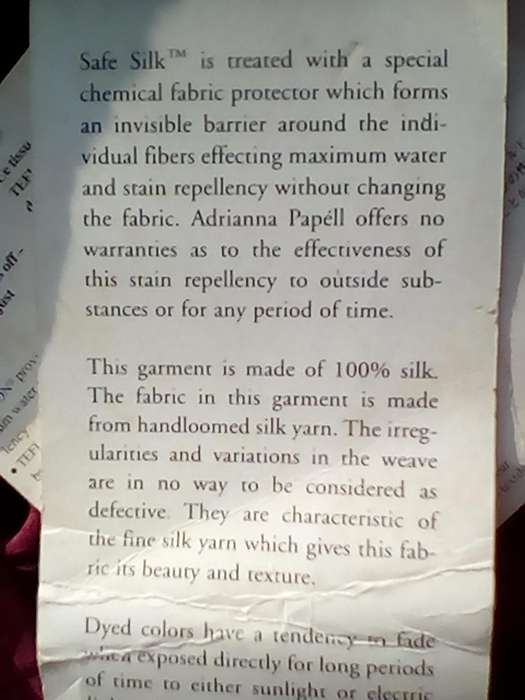 Safe Silk™ is treated with a special
chemical fabric protector which forms
an invisible barrier around the indi-
vidual fibers effecting maximum water
and stain repellency without changing
the fabric. Adrianna Papéll offers no
warranties as to the effectiveness of
this stain repellency to outside sub-
stances or for any period of time.
This garment is made of 100% silk.
The fabric in this garment is made
from handloomed silk yarn. The irreg-
ularities and variations in the weave
are in no way to be considered as
defective. They are characteristic of
the fine silk yarn which gives this fab-
ric its beauty and texture.
Dyed colors have a tendency to fade
when exposed directly for long periods
of time to either sunlight or electric